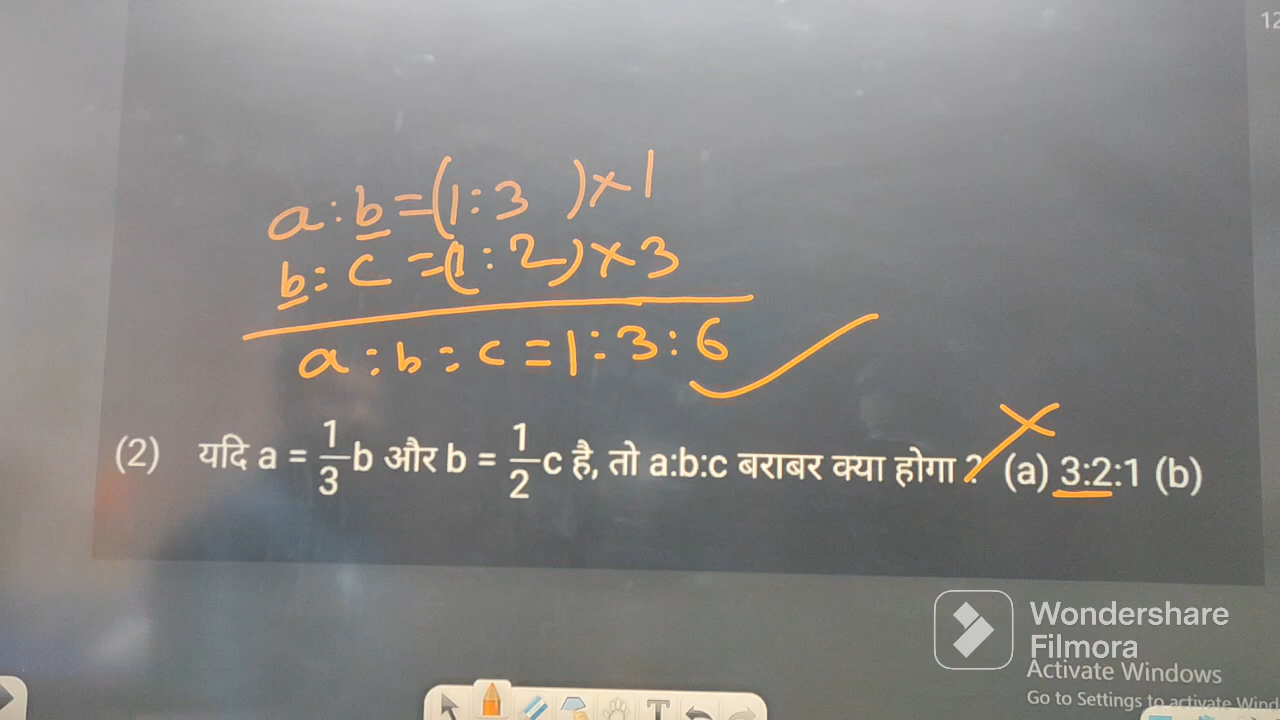 12
a:b=(1:3 )×1
b:c=(1:2)×3
a:b:c=1:3:6
(2) यदि a = 1/3 b और b = 1/2 c है, तो a:b:c बराबर क्या होगा ? (a) 3:2:1 (b)
Wondershare
Filmora
Activate Windows
Go to Settings to activate Wind
T